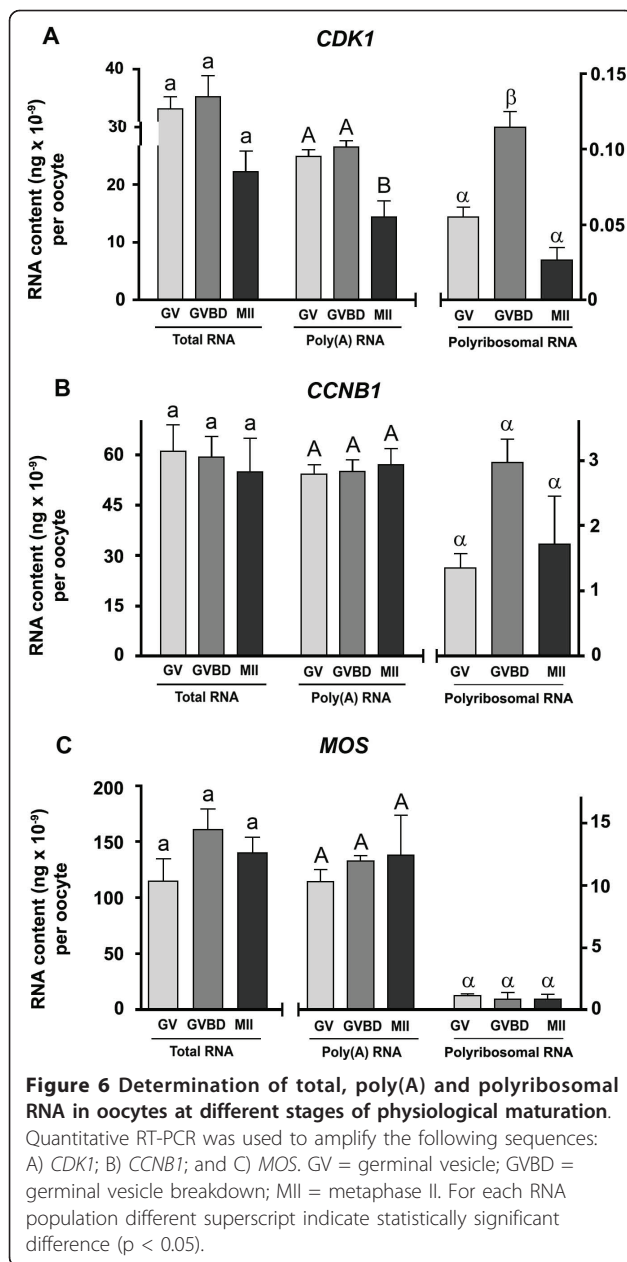 A
CDK1
RNA content (ng x 10-9)
per oocyte
40
30
20
10
0
a a a
A A B
α β α
0.15
0.10
0.05
0
GV GVBD MII GV GVBD MII GV GVBD MII
Total RNA Poly(A) RNA Polyribosomal RNA
B
CCNB1
RNA content (ng x 10-9)
per oocyte
60
45
30
15
0
a a a
A A A
α α α
3
2
1
0
GV GVBD MII GV GVBD MII GV GVBD MII
Total RNA Poly(A) RNA Polyribosomal RNA
C
MOS
RNA content (ng x 10-9)
per oocyte
200
150
100
50
0
a a a
A A A
α α α
15
10
5
0
GV GVBD MII GV GVBD MII GV GVBD MII
Total RNA Poly(A) RNA Polyribosomal RNA
Figure 6 Determination of total, poly(A) and polyribosomal
RNA in oocytes at different stages of physiological maturation.
Quantitative RT-PCR was used to amplify the following sequences:
A) CDK1; B) CCNB1; and C) MOS. GV = germinal vesicle; GVBD =
germinal vesicle breakdown; MII = metaphase II. For each RNA
population different superscript indicate statistically significant
difference (p < 0.05).